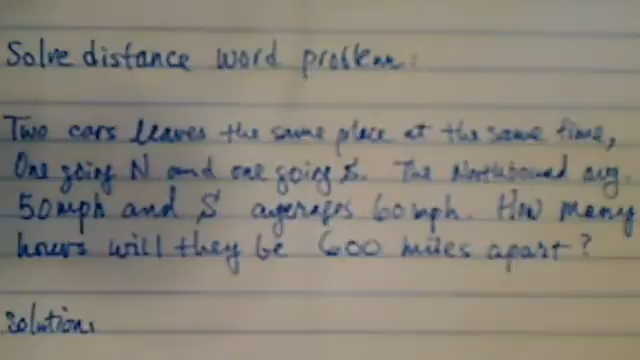 Solve distance word problem:
Two cars leaves the same place at the same time,
One going N and one going S. The Northbound avg.
50mph and S averages 60mph. How many
hours will they be 600 miles apart?
Solution: